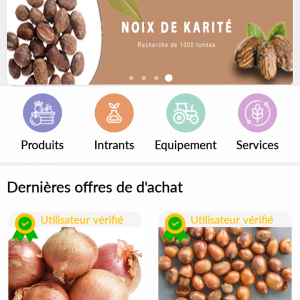 NOIX DE KARITÉ
Recherche de 1000 tonnes
Produits
Intrants
Equipement
Services
Dernières offres de d'achat
Utilisateur vérifié
Utilisateur vérifié